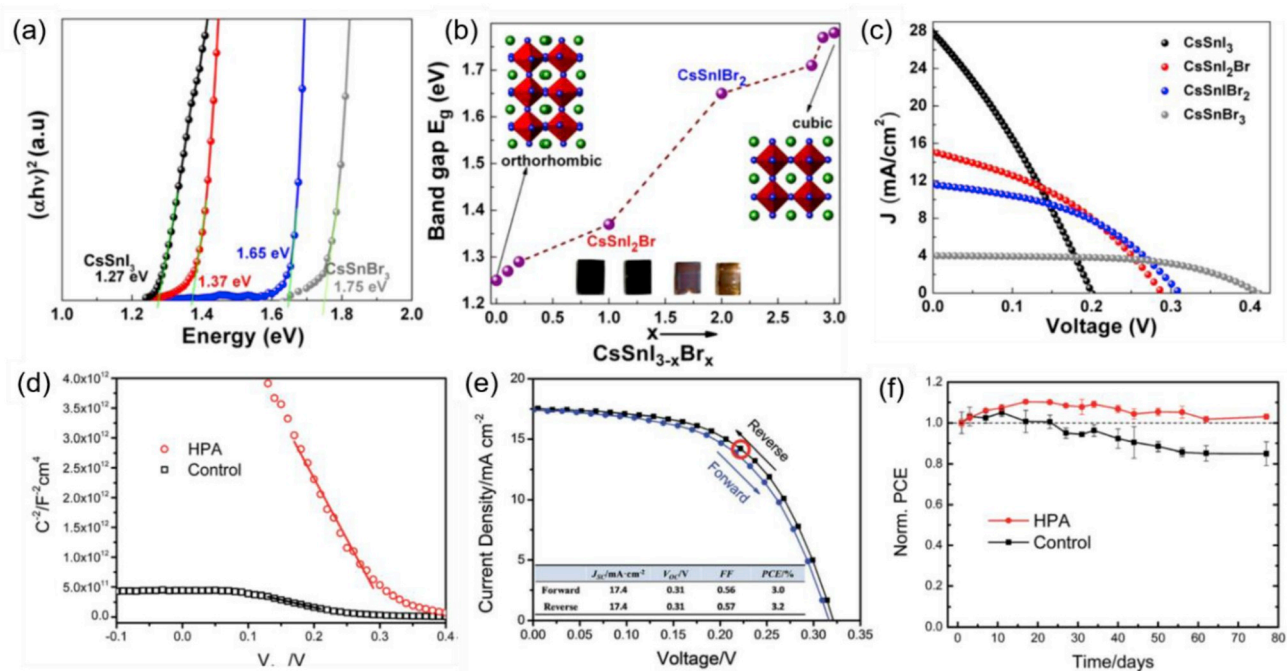 (a)
(αhν)² (a.u)
CsSnI₃
1.27 eV
1.37 eV
1.65 eV
CsSnBr₃
1.75 eV
1.0 1.2 1.4 1.6 1.8 2.0
Energy (eV)
(b)
Band gap E_g (eV)
1.7
1.6
1.5
1.4
1.3
1.2
orthorhombic
CsSnIBr₂
cubic
CsSnI₂Br
0.0 0.5 1.0 1.5 2.0 2.5 3.0
x
CsSnI₃₋ₓBrₓ
(c)
J (mA/cm²)
28
24
20
16
12
8
4
0
CsSnI₃
CsSnI₂Br
CsSnIBr₂
CsSnBr₃
0.0 0.1 0.2 0.3 0.4
Voltage (V)
(d)
C⁻²/F⁻²cm⁴
4.0x10¹²
3.5x10¹²
3.0x10¹²
2.5x10¹²
2.0x10¹²
1.5x10¹²
1.0x10¹²
5.0x10¹¹
0.0
HPA
Control
-0.1 0.0 0.1 0.2 0.3 0.4
/V
(e)
Current Density/mA cm⁻²
20
15
10
5
0
Reverse
Forward
J_SC/mA·cm⁻² V_OC/V FF PCE/%
Forward 17.4 0.31 0.56 3.0
Reverse 17.4 0.31 0.57 3.2
0.00 0.05 0.10 0.15 0.20 0.25 0.30 0.35
Voltage/V
(f)
Norm. PCE
1.2
1.1
1.0
0.8
0.6
0.4
0.2
0.0
HPA
Control
0 10 20 30 40 50 60 70 80
Time/days